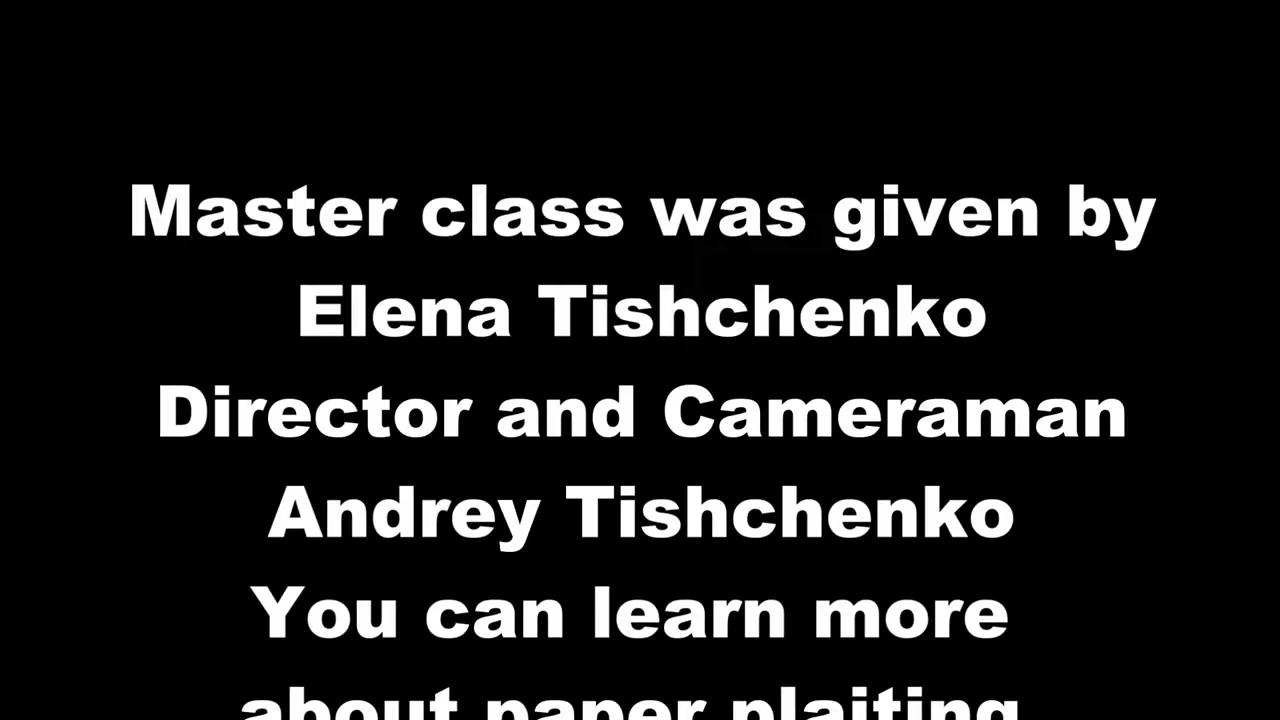 Master class was given by
Elena Tishchenko
Director and Cameraman
Andrey Tishchenko
You can learn more
about paper plaiting